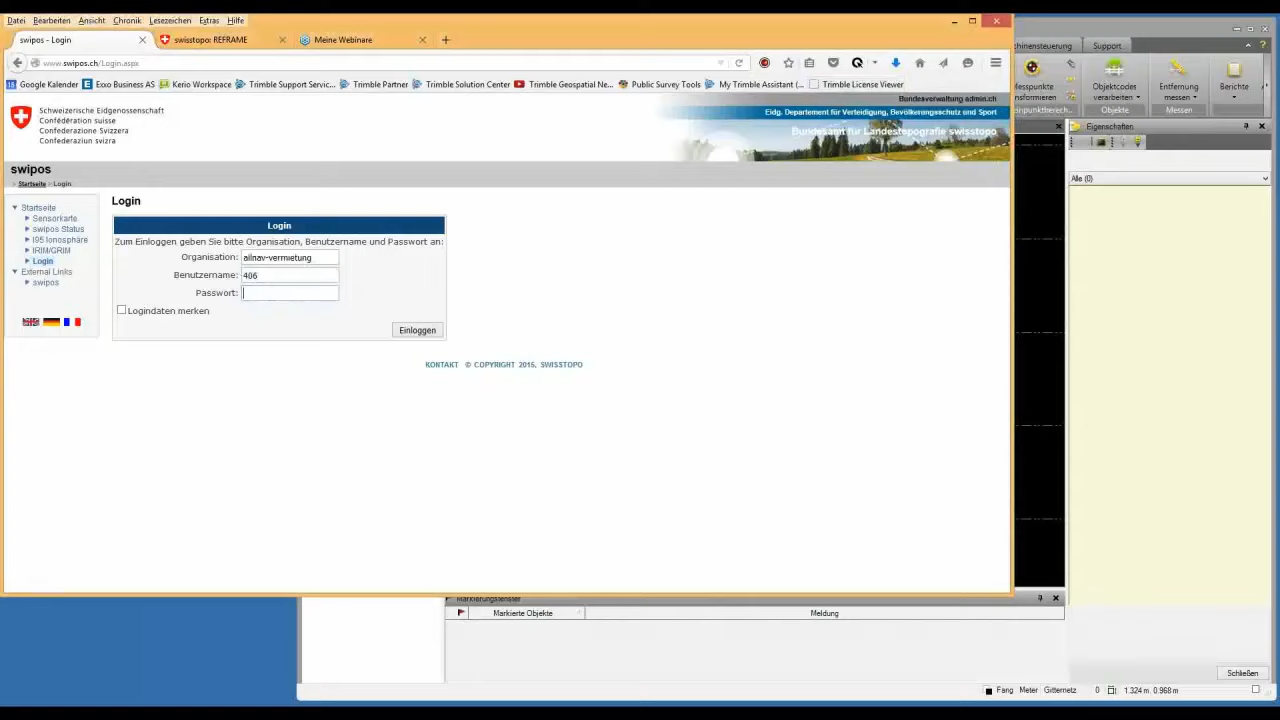 Datei Bearbeiten Ansicht Chronik Lesezeichen Extras Hilfe
swipos - Login
swisstopo: REFRAME
Meine Webinare
www.swipos.ch/Login.aspx
Google Kalender Exxo Business AS Kerio Workspace Trimble Support Servic... Trimble Partner Trimble Solution Center Trimble Geospatial Ne... Public Survey Tools My Trimble Assistant (... Trimble License Viewer
Bundesverwaltung admin.ch
Schweizerische Eidgenossenschaft
Confédération suisse
Confederazione Svizzera
Confederaziun svizra
Eidg. Departement für Verteidigung, Bevölkerungsschutz und Sport
Bundesamt für Landestopografie swisstopo
swipos
Startseite > Login
Startseite
Sensorkarte
swipos Status
I95 Ionosphäre
IRIM/GRIM
Login
External Links
swipos
Login
Login
Zum Einloggen geben Sie bitte Organisation, Benutzername und Passwort an:
Organisation: allnav-vermietung
Benutzername: 406
Passwort:
Logindaten merken
Einloggen
KONTAKT © COPYRIGHT 2015, SWISSTOPO
Support
Objektcodes
verarbeiten
Entfernung
messen
Berichte
Objekte
Messen
Eigenschaften
Alle (0)
Markierungsfenster
Markierte Objekte
Meldung
Schließen
Fang Meter Gitternetz 0 1.324 m 0.968 m